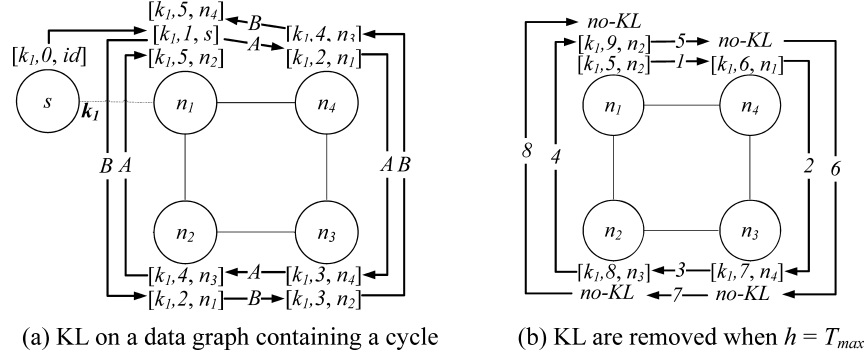 [k1,5, n4]
B
[k1,1, s]
[k1,4, n3]
A
[k1,0, id]
[k1,5, n2]
[k1,2, n1]
s
k1
n1
n4
B A
A B
n2
n3
[k1,4, n3]
A
[k1,3, n4]
[k1,2, n1]
B
[k1,3, n2]
(a) KL on a data graph containing a cycle
no-KL
[k1,9, n2]
5
no-KL
[k1,5, n2]
1
[k1,6, n1]
n1
n4
8
4
2
6
n2
n3
[k1,8, n3]
3
[k1,7, n4]
no-KL
7
no-KL
(b) KL are removed when h = Tmax